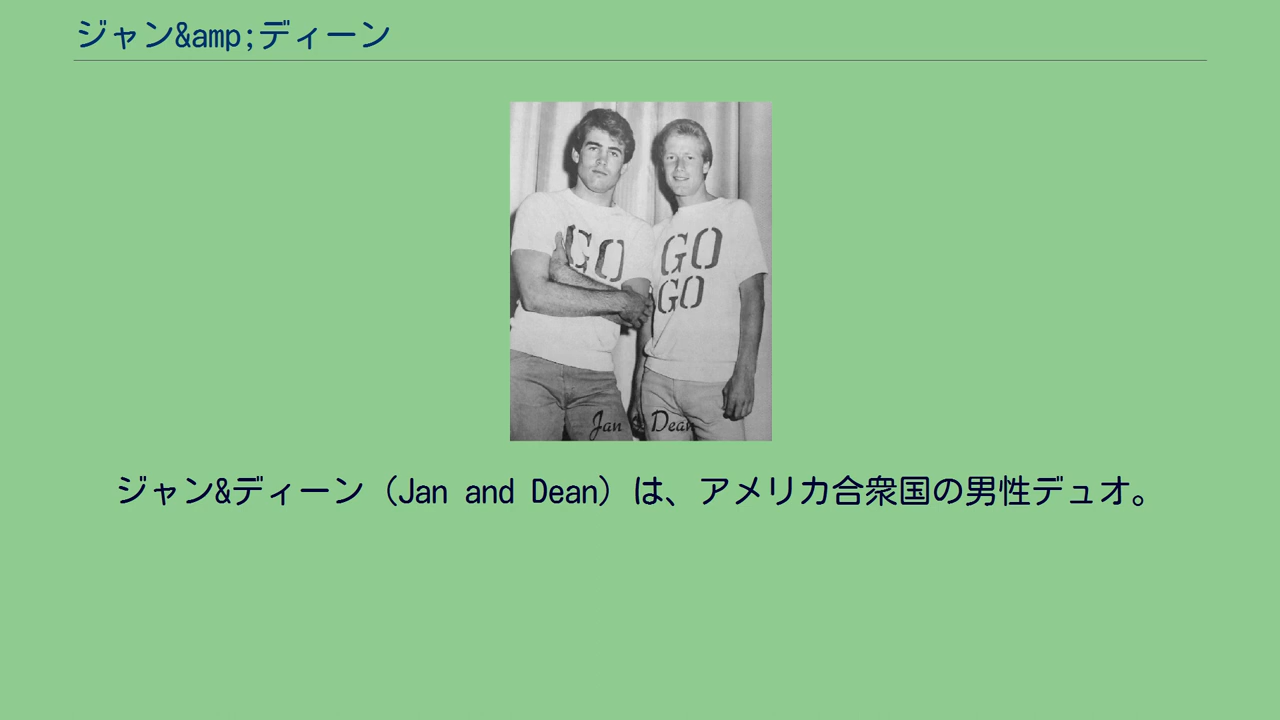 ジャン&amp;ディーン
GO
GO
GO
Jan & Dean
ジャン&ディーン（Jan and Dean）は、アメリカ合衆国の男性デュオ。